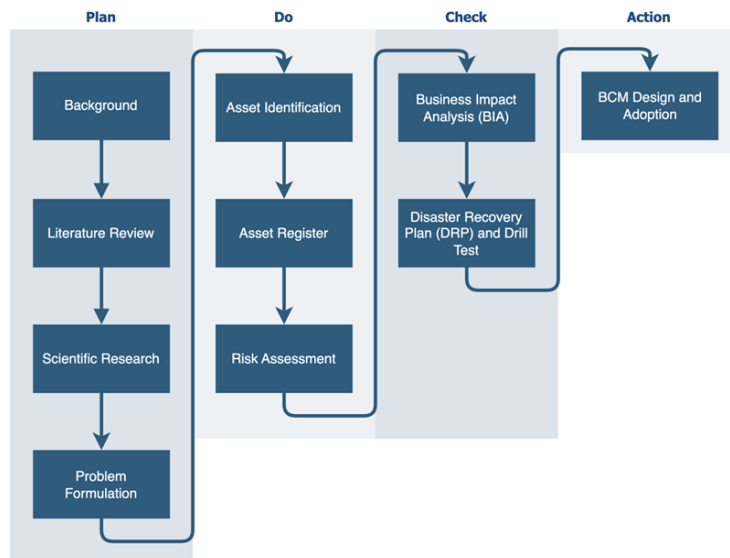 Plan
Background
Literature Review
Scientific Research
Problem
Formulation
Do
Asset Identification
Asset Register
Risk Assessment
Check
Business Impact
Analysis (BIA)
Disaster Recovery
Plan (DRP) and Drill
Test
Action
BCM Design and
Adoption